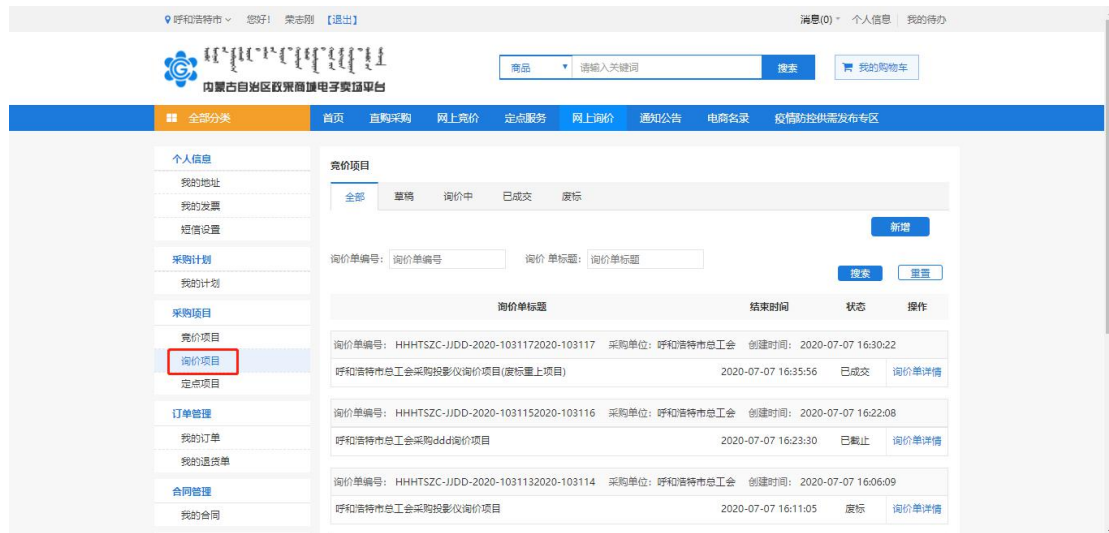 呼和浩特市 您好! 荣志刚 【退出】 消息(0) 个人信息 我的待办
内蒙古自治区政采商城电子卖场平台
商品 请输入关键词 搜索 我的购物车
全部分类 首页 直购采购 网上竞价 定点服务 网上询价 通知公告 电商名录 疫情防控供需发布专区
个人信息
我的地址
我的发票
短信设置
采购计划
我的计划
采购项目
竞价项目
询价项目
定点项目
订单管理
我的订单
我的退货单
合同管理
我的合同
竞价项目
全部 草稿 询价中 已成交 废标
新增
询价单编号: 询价单编号 询价 单标题: 询价单标题
搜索 重置
询价单标题 结束时间 状态 操作
询价单编号: HHHTSZC-JJDD-2020-1031172020-103117 采购单位: 呼和浩特市总工会 创建时间: 2020-07-07 16:30:22
呼和浩特市总工会采购投影仪询价项目(废标重上项目) 2020-07-07 16:35:56 已成交 询价单详情
询价单编号: HHHTSZC-JJDD-2020-1031152020-103116 采购单位: 呼和浩特市总工会 创建时间: 2020-07-07 16:22:08
呼和浩特市总工会采购ddd询价项目 2020-07-07 16:23:30 已截止 询价单详情
询价单编号: HHHTSZC-JJDD-2020-1031132020-103114 采购单位: 呼和浩特市总工会 创建时间: 2020-07-07 16:06:09
呼和浩特市总工会采购投影仪询价项目 2020-07-07 16:11:05 废标 询价单详情